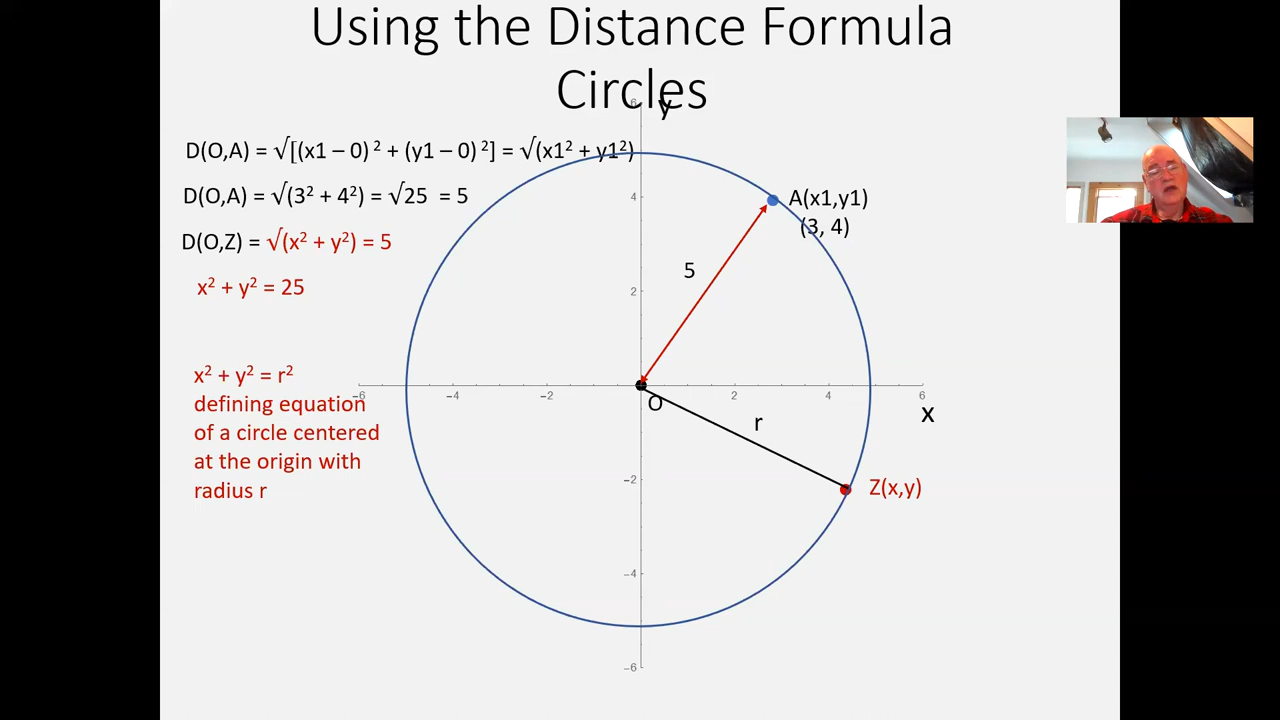 Using the Distance Formula
Circles
y
D(O,A) = √[(x1 – 0)² + (y1 – 0)²] = √(x1² + y1²)
D(O,A) = √(3² + 4²) = √25 = 5
D(O,Z) = √(x² + y²) = 5
x² + y² = 25
x² + y² = r²
defining equation
of a circle centered
at the origin with
radius r
A(x1,y1)
(3, 4)
5
O
r
x
Z(x,y)
6
4
2
−2
−4
−6
−6 −4 −2 2 4 6